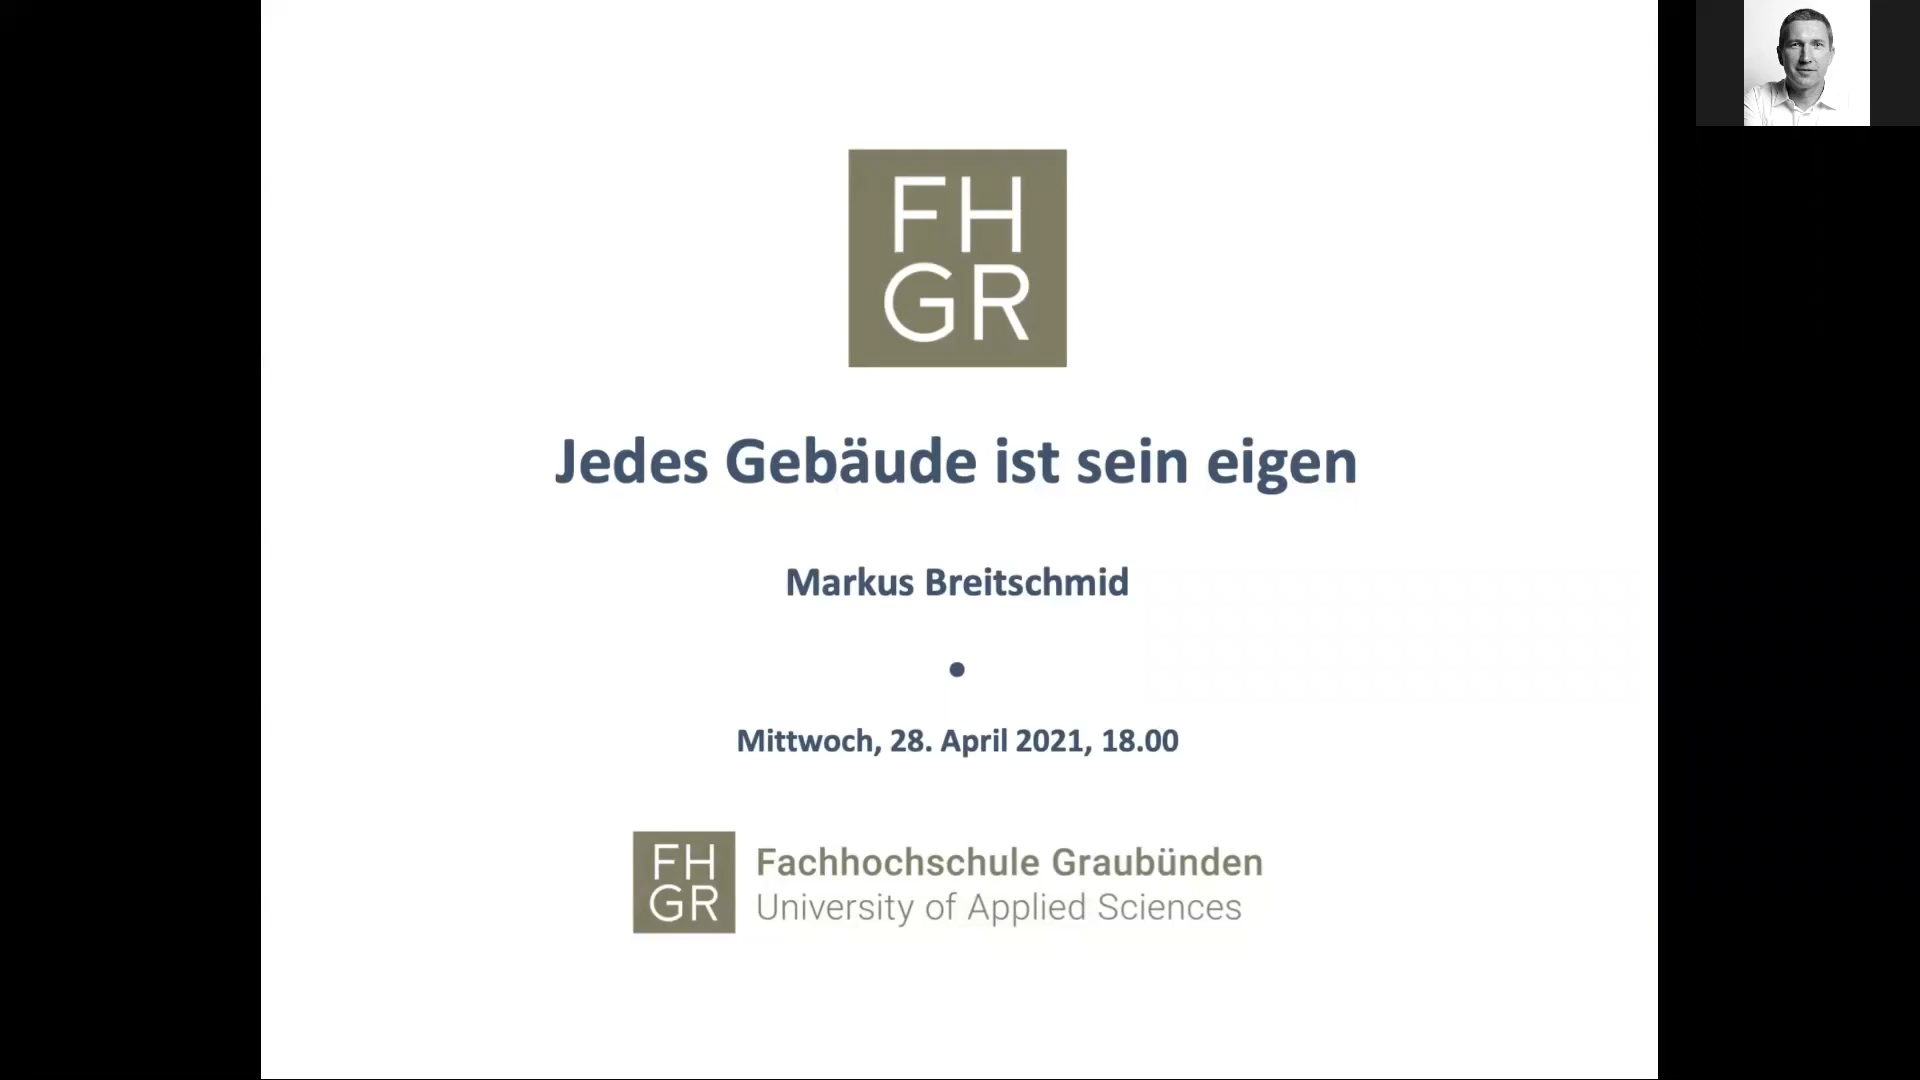 FH
GR
Jedes Gebäude ist sein eigen
Markus Breitschmid
•
Mittwoch, 28. April 2021, 18.00
FH
GR
Fachhochschule Graubünden
University of Applied Sciences